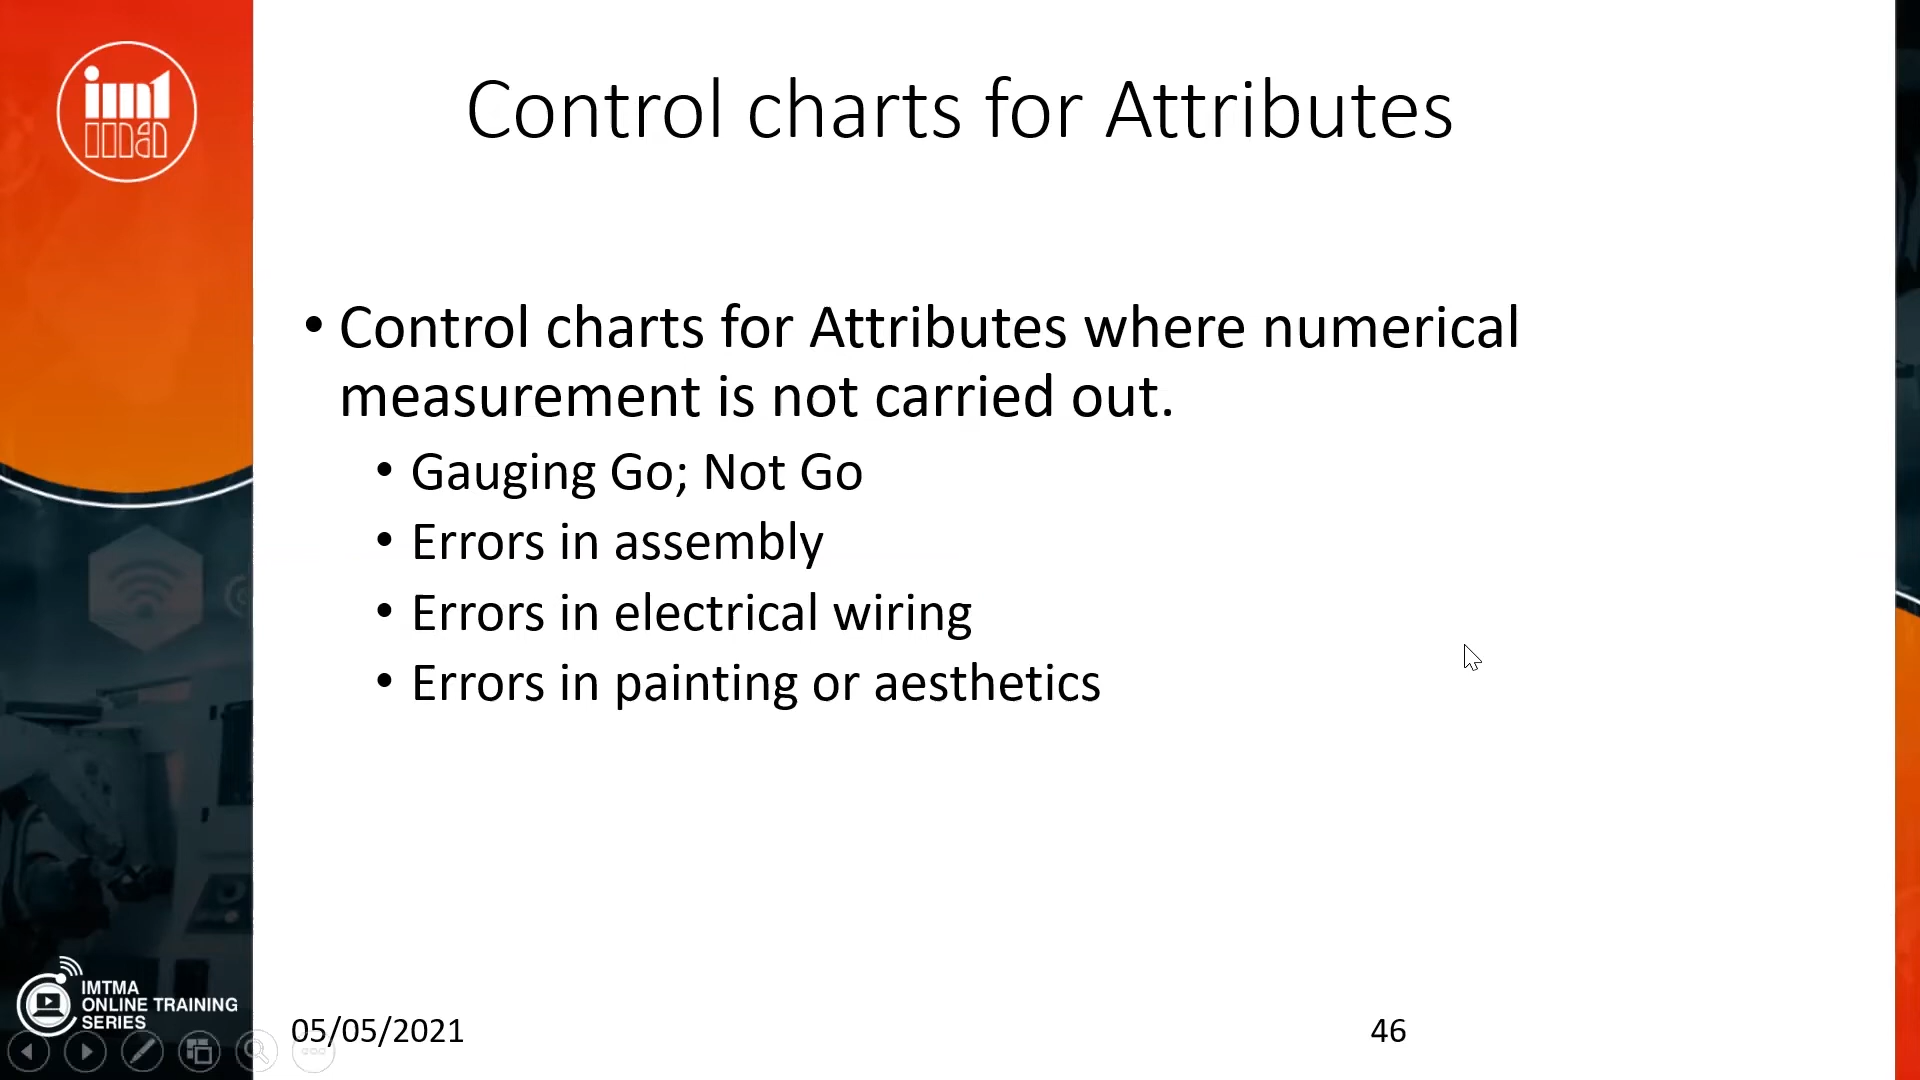 imt
ma
Control charts for Attributes
• Control charts for Attributes where numerical
measurement is not carried out.
• Gauging Go; Not Go
• Errors in assembly
• Errors in electrical wiring
• Errors in painting or aesthetics
IMTMA
ONLINE TRAINING
SERIES
05/05/2021
46